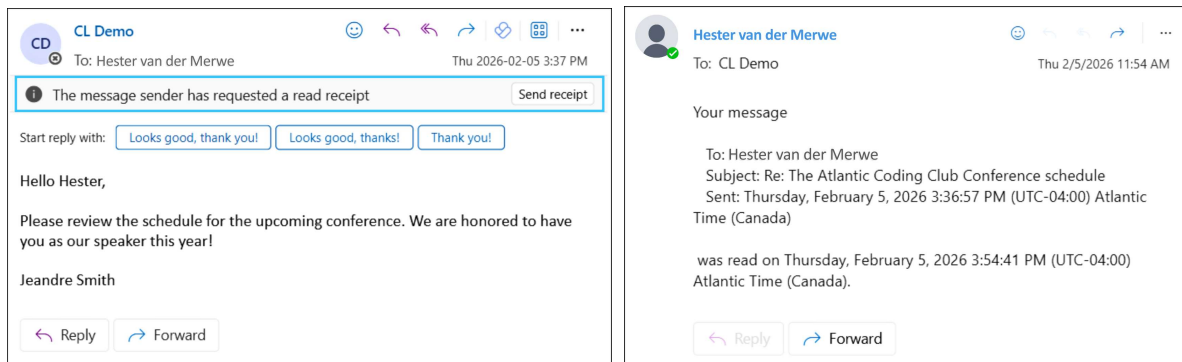 CD
CL Demo
To: Hester van der Merwe
Thu 2026-02-05 3:37 PM
The message sender has requested a read receipt
Send receipt
Start reply with:
Looks good, thank you!
Looks good, thanks!
Thank you!
Hello Hester,
Please review the schedule for the upcoming conference. We are honored to have
you as our speaker this year!
Jeandre Smith
Reply
Forward
Hester van der Merwe
To: CL Demo
Thu 2/5/2026 11:54 AM
Your message
To: Hester van der Merwe
Subject: Re: The Atlantic Coding Club Conference schedule
Sent: Thursday, February 5, 2026 3:36:57 PM (UTC-04:00) Atlantic
Time (Canada)
was read on Thursday, February 5, 2026 3:54:41 PM (UTC-04:00)
Atlantic Time (Canada).
Reply
Forward